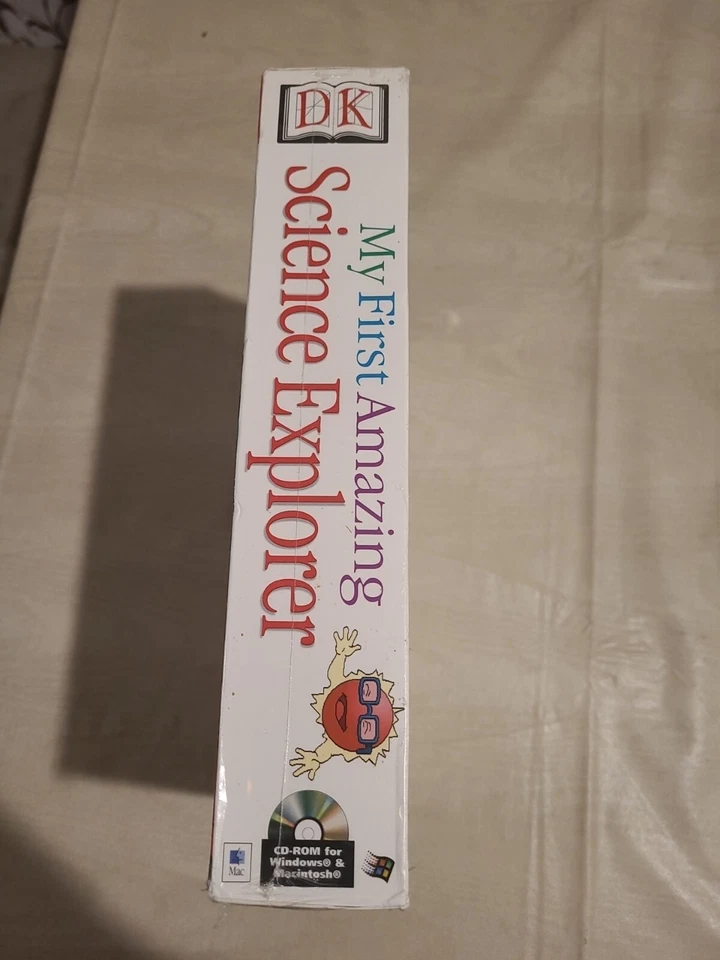 DK
My First Amazing
Science Explorer
CD-ROM for
Windows® &
Macintosh®
Mac